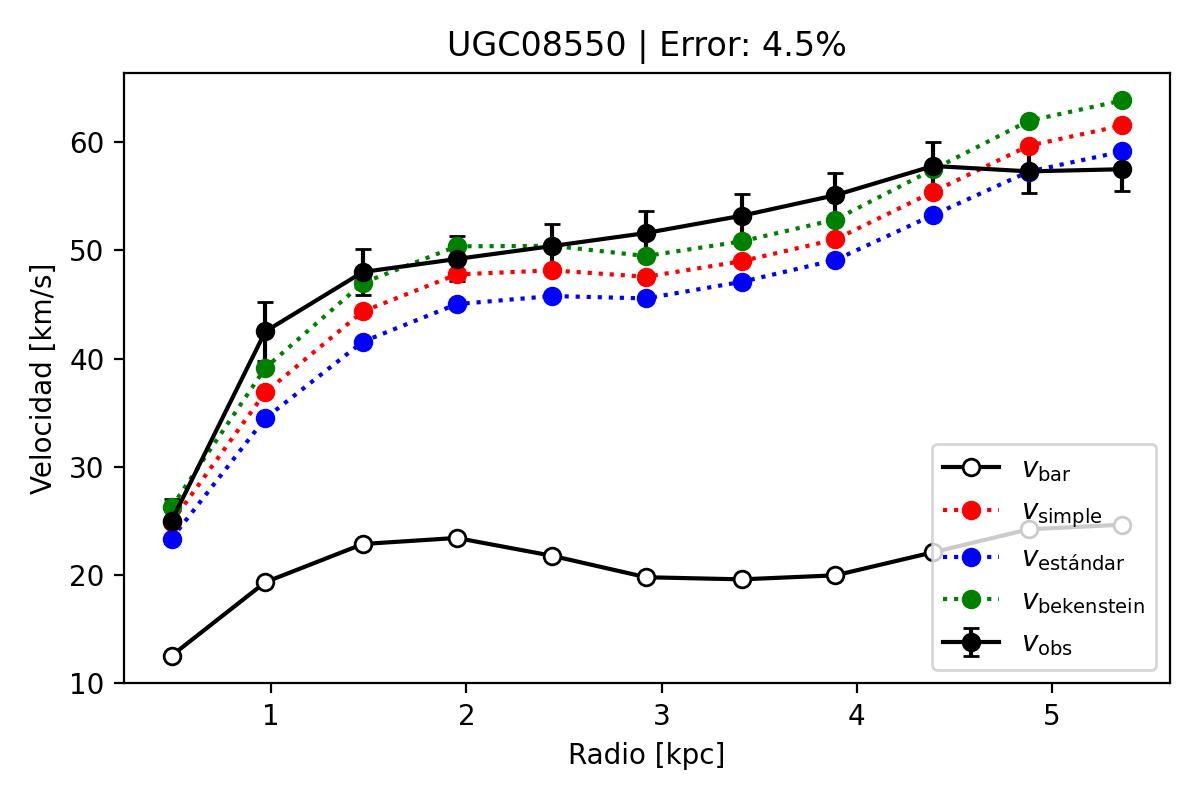 UGC08550 | Error: 4.5%
Velocidad [km/s]
60
50
40
30
20
10
v_bar
v_simple
v_estándar
v_bekenstein
v_obs
1 2 3 4 5
Radio [kpc]